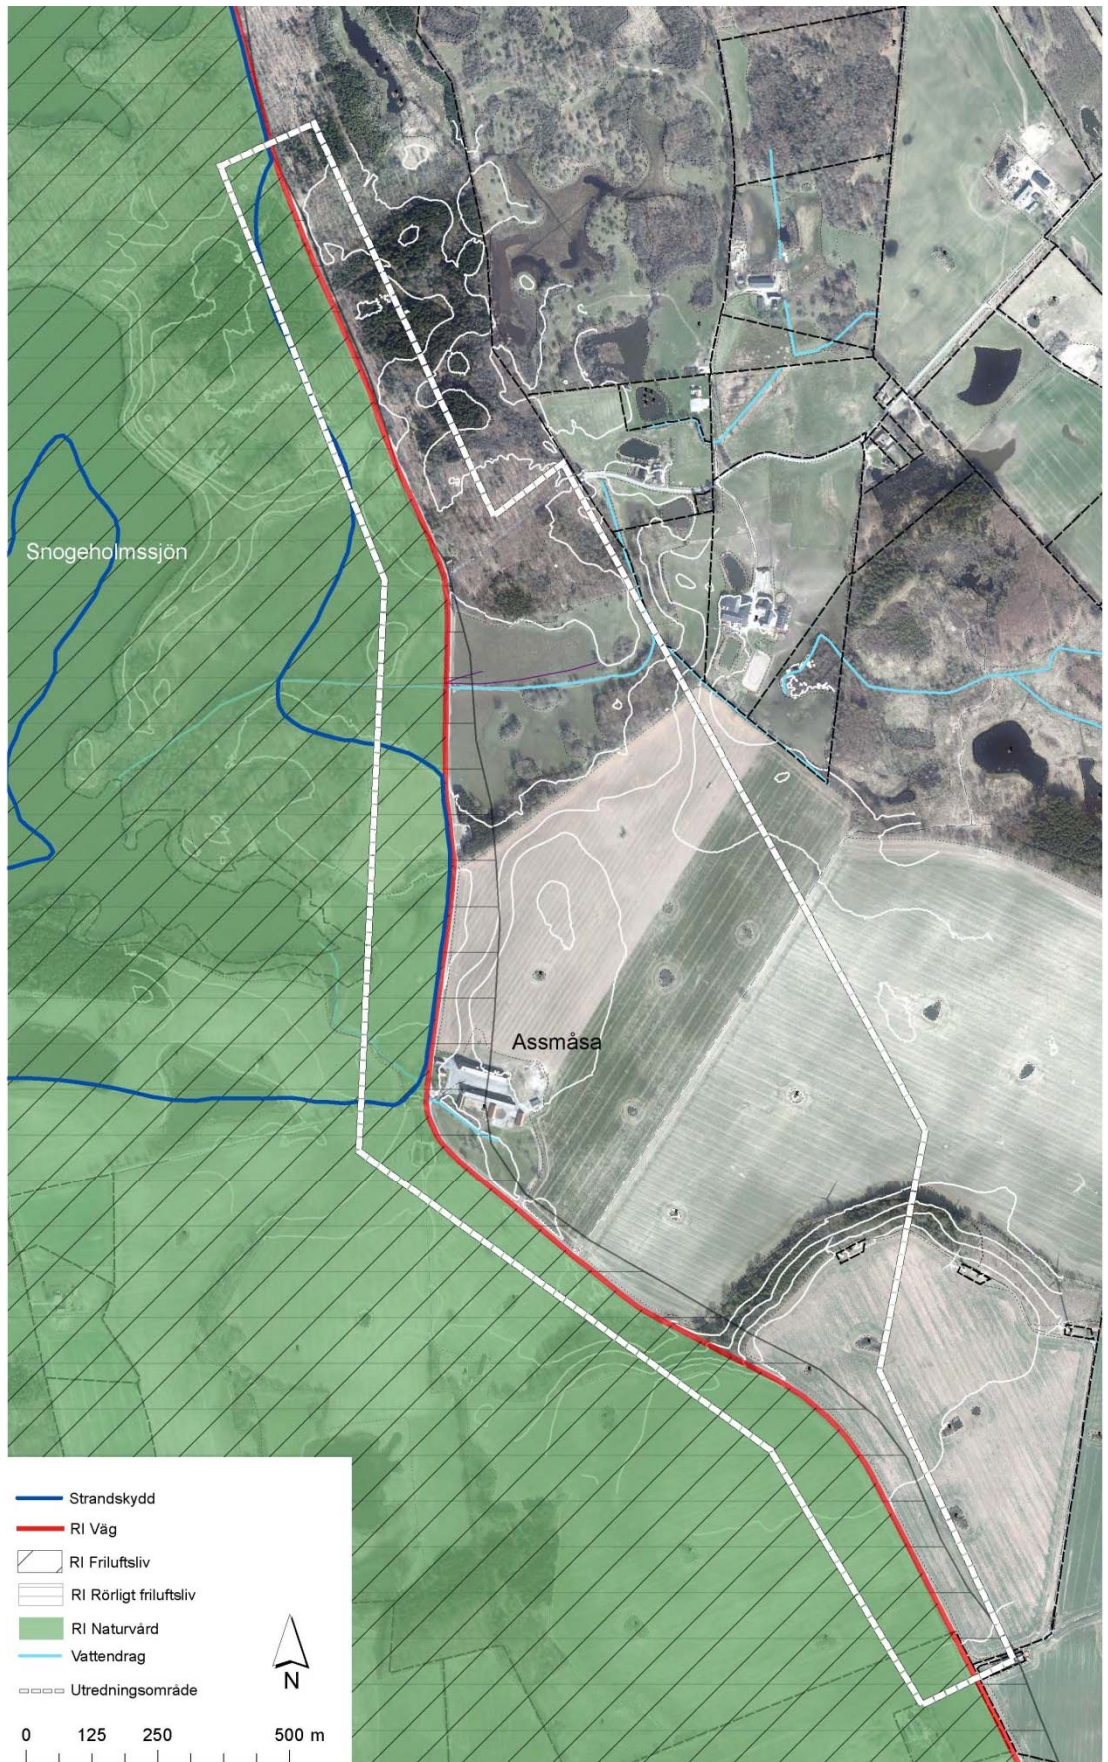 Snogeholmssjön
Assmåsa
Strandskydd
RI Väg
RI Friluftsliv
RI Rörligt friluftsliv
RI Naturvård
Vattendrag
Utredningsområde
N
0 125 250 500 m